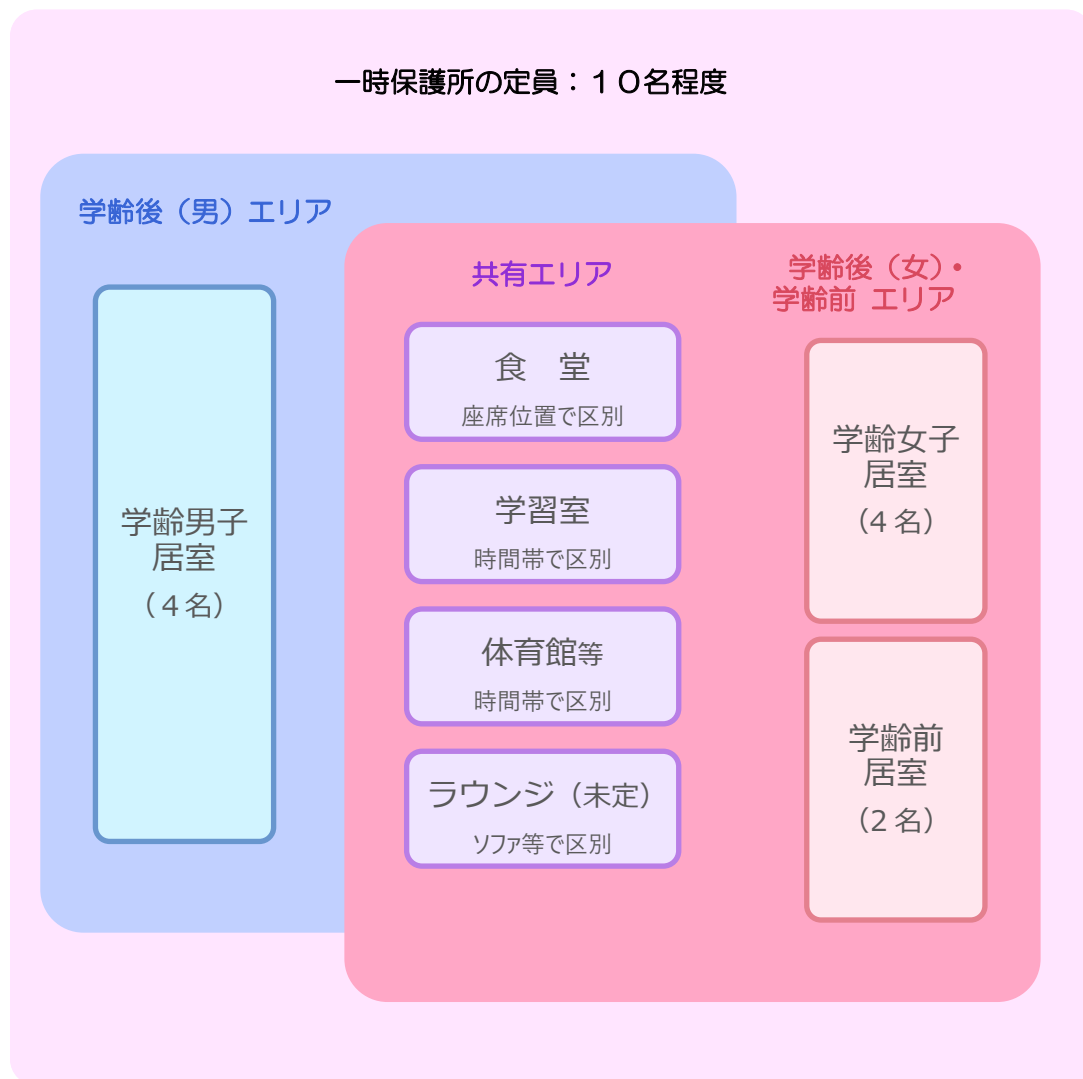 一時保護所の定員：１０名程度
学齢後（男）エリア
学齢男子
居室
（４名）
共有エリア
食　堂
座席位置で区別
学習室
時間帯で区別
体育館等
時間帯で区別
ラウンジ（未定）
ソファ等で区別
学齢後（女）・
学齢前 エリア
学齢女子
居室
（4 名）
学齢前
居室
（2 名）